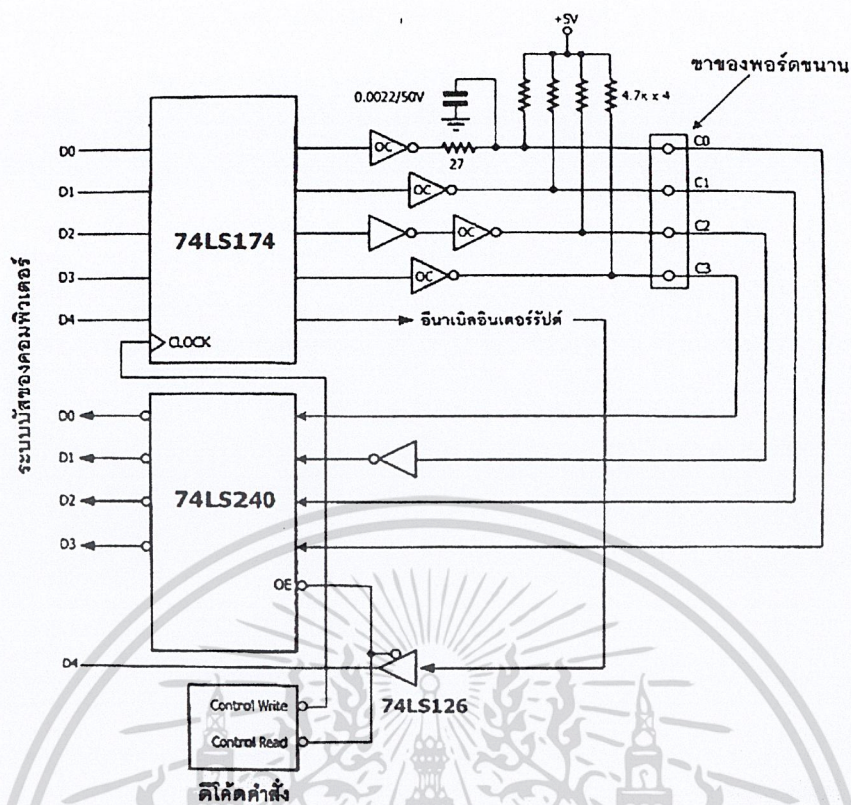 +5V
ขาของพอร์ตขนาน
0.0022/50V
4.7K x 4
D0
OC
27
C0
D1
OC
C1
74LS174
D2
OC
C2
D3
OC
C3
D4
อีนาเบิลอินเตอร์รัปต์
CLOCK
ระบบบัสของคอมพิวเตอร์
D0
D1
74LS240
D2
D3
OE
D4
74LS126
Control Write
Control Read
ดีโค้ดคำสั่ง